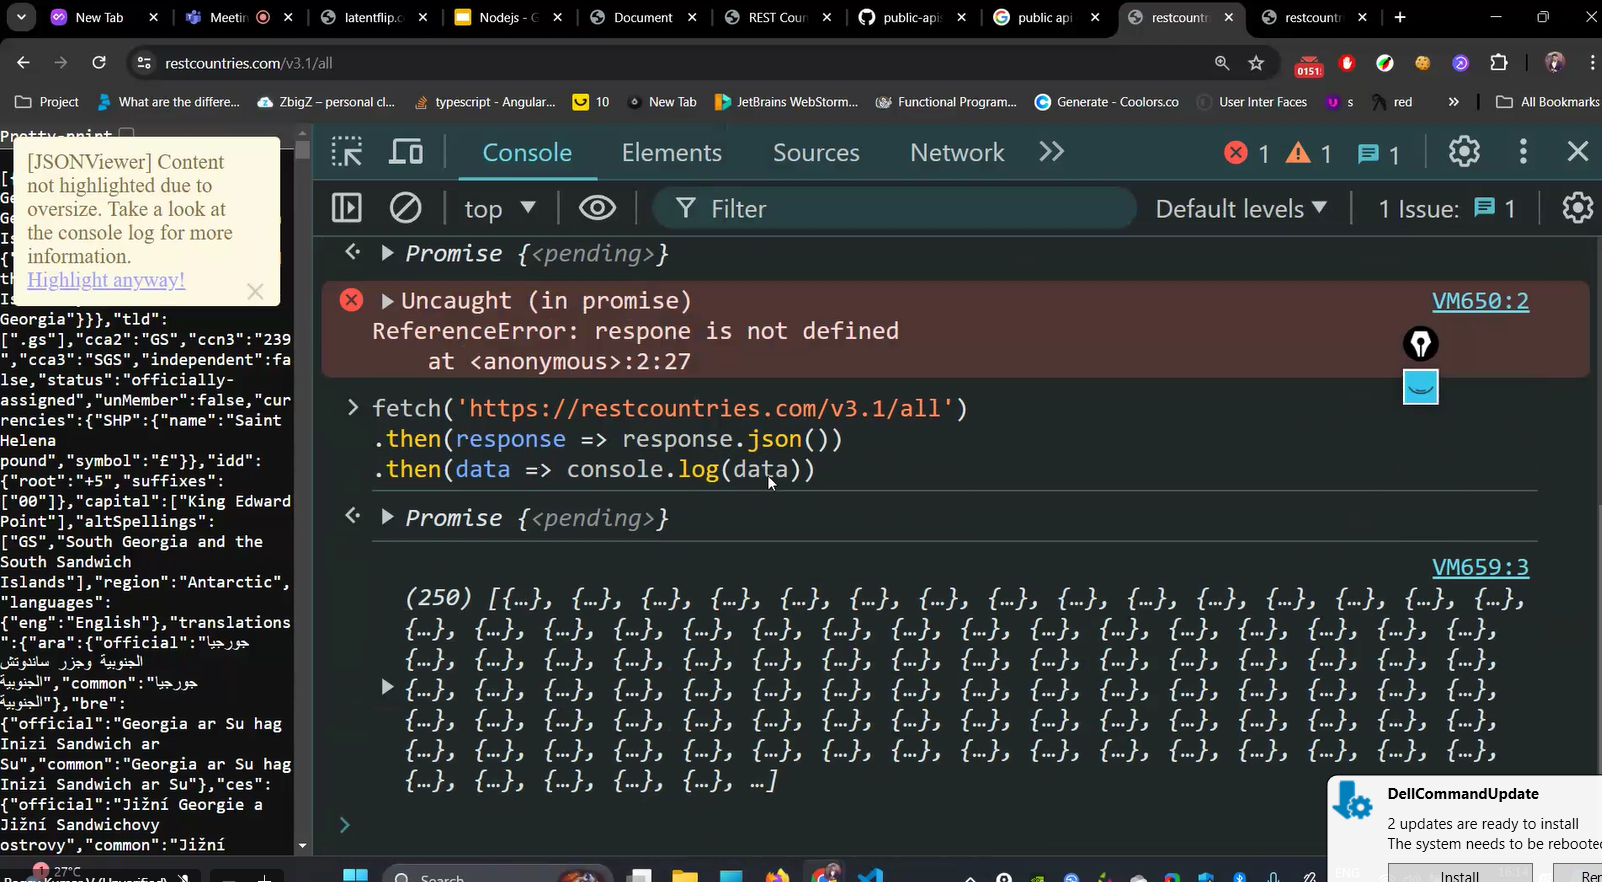 New Tab
Meetin
latentflip.c
Nodejs - G
Document
REST Coun
public-apis
public api
restcountr
restcountr
restcountries.com/v3.1/all
0151
Project
What are the differe...
ZbigZ – personal cl...
typescript - Angular...
10
New Tab
JetBrains WebStorm...
Functional Program...
Generate - Coolors.co
User Inter Faces
s
red
»
All Bookmarks
Pretty-print
[JSONViewer] Content
not highlighted due to
oversize. Take a look at
the console log for more
information.
Highlight anyway!
Georgia"}}},"tld":
[".gs"],"cca2":"GS","ccn3":"239
","cca3":"SGS","independent":fa
lse,"status":"officially-
assigned","unMember":false,"cur
rencies":{"SHP":{"name":"Saint
Helena
pound","symbol":"£"}},"idd":
{"root":"+5","suffixes":
["00"]},"capital":["King Edward
Point"],"altSpellings":
["GS","South Georgia and the
South Sandwich
Islands"],"region":"Antarctic",
"languages":
{"eng":"English"},"translations
":{"ara":{"official":"جورجيا
الجنوبية وجزر ساندوتش
الجنوبية","common":"جورجيا
الجنوبية"},"bre":
{"official":"Georgia ar Su hag
Inizi Sandwich ar
Su","common":"Georgia ar Su hag
Inizi Sandwich ar Su"},"ces":
{"official":"Jižní Georgie a
Jižní Sandwichovy
ostrovy","common":"Jižní
Console
Elements
Sources
Network
1
1
1
top
Filter
Default levels
1 Issue:
1
Promise {<pending>}
Uncaught (in promise)
VM650:2
ReferenceError: respone is not defined
at <anonymous>:2:27
fetch('https://restcountries.com/v3.1/all')
.then(response => response.json())
.then(data => console.log(data))
Promise {<pending>}
VM659:3
(250) [{…}, {…}, {…}, {…}, {…}, {…}, {…}, {…}, {…}, {…}, {…}, {…}, {…}, {…}, {…},
{…}, {…}, {…}, {…}, {…}, {…}, {…}, {…}, {…}, {…}, {…}, {…}, {…}, {…}, {…}, {…},
{…}, {…}, {…}, {…}, {…}, {…}, {…}, {…}, {…}, {…}, {…}, {…}, {…}, {…}, {…}, {…},
{…}, {…}, {…}, {…}, {…}, {…}, {…}, {…}, {…}, {…}, {…}, {…}, {…}, {…}, {…}, {…},
{…}, {…}, {…}, {…}, {…}, {…}, {…}, {…}, {…}, {…}, {…}, {…}, {…}, {…}, {…}, {…},
{…}, {…}, {…}, {…}, {…}, {…}, {…}, {…}, {…}, {…}, {…}, {…}, {…}, {…}, {…}, {…},
{…}, {…}, {…}, {…}, {…}, …]
DellCommandUpdate
2 updates are ready to install
The system needs to be rebooted
Install
27°C
Search
ENG